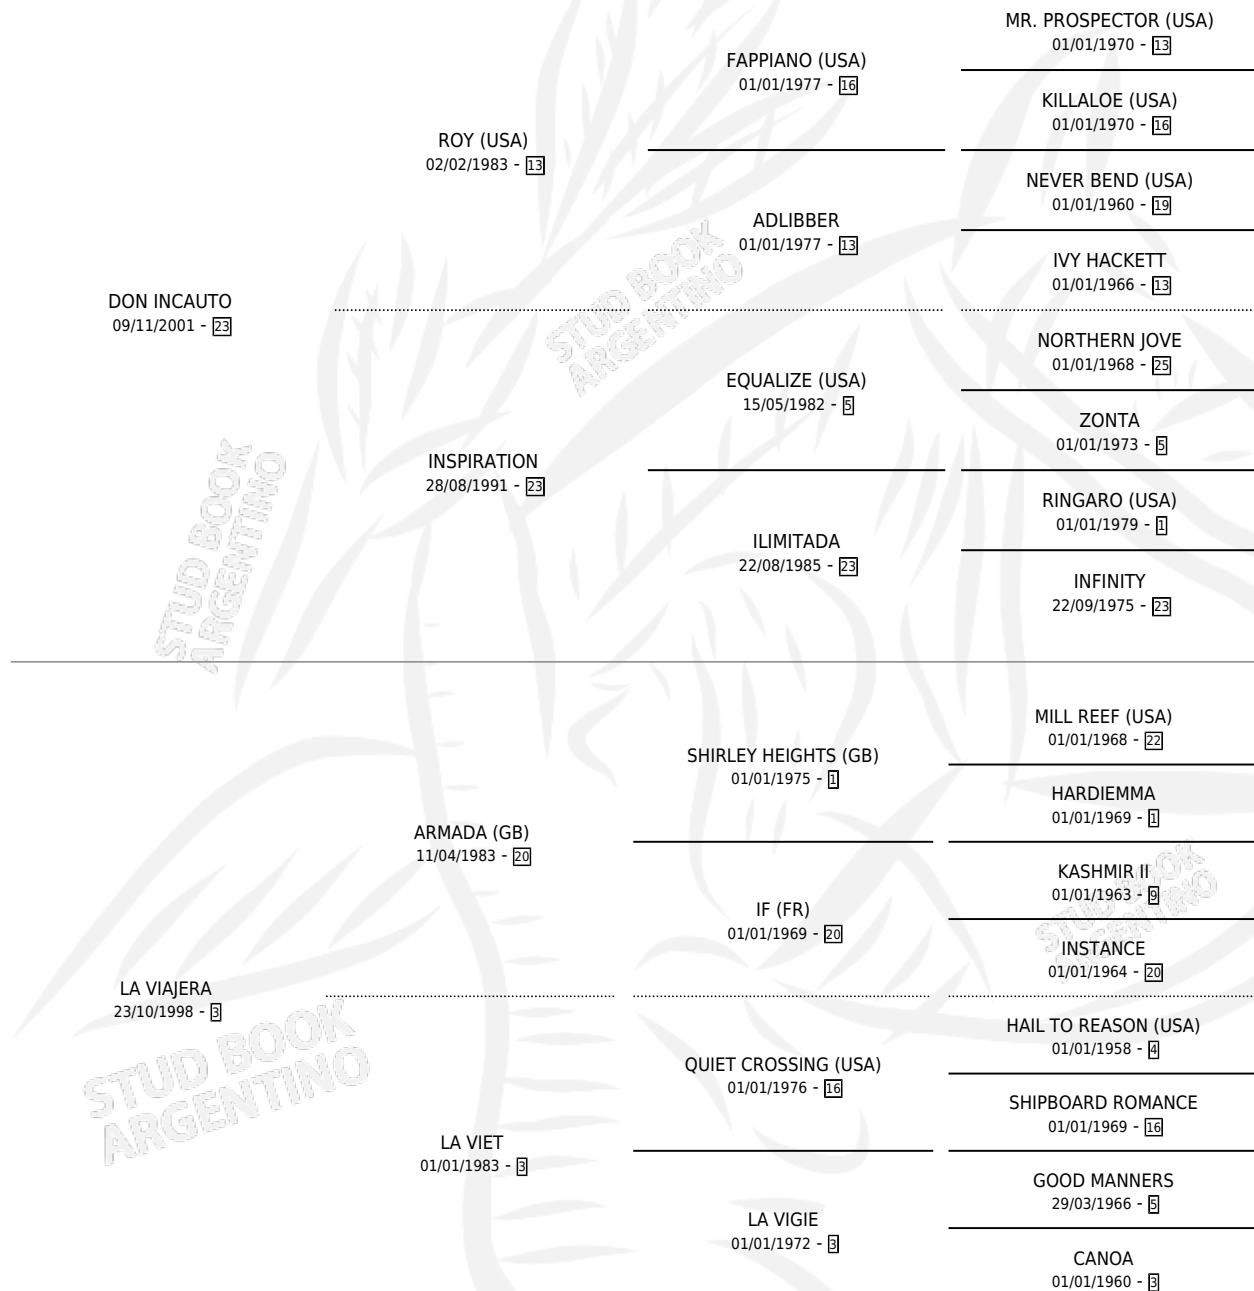 MR. PROSPECTOR (USA)
01/01/1970 - 13
FAPPIANO (USA)
01/01/1977 - 16
KILLALOE (USA)
01/01/1970 - 16
ROY (USA)
02/02/1983 - 13
NEVER BEND (USA)
01/01/1960 - 19
ADLIBBER
01/01/1977 - 13
IVY HACKETT
01/01/1966 - 13
DON INCAUTO
09/11/2001 - 23
NORTHERN JOVE
01/01/1968 - 25
EQUALIZE (USA)
15/05/1982 - 5
ZONTA
01/01/1973 - 5
INSPIRATION
28/08/1991 - 23
RINGARO (USA)
01/01/1979 - 1
ILIMITADA
22/08/1985 - 23
INFINITY
22/09/1975 - 23
STUD BOOK
ARGENTINO
STUD BOOK
ARGENTINO
MILL REEF (USA)
01/01/1968 - 22
SHIRLEY HEIGHTS (GB)
01/01/1975 - 1
HARDIEMMA
01/01/1969 - 1
ARMADA (GB)
11/04/1983 - 20
KASHMIR II
01/01/1963 - 9
IF (FR)
01/01/1969 - 20
INSTANCE
01/01/1964 - 20
LA VIAJERA
23/10/1998 - 3
HAIL TO REASON (USA)
01/01/1958 - 4
QUIET CROSSING (USA)
01/01/1976 - 16
SHIPBOARD ROMANCE
01/01/1969 - 16
LA VIET
01/01/1983 - 3
GOOD MANNERS
29/03/1966 - 5
LA VIGIE
01/01/1972 - 3
CANOA
01/01/1960 - 3
STUD BOOK
ARGENTINO
STUD BOOK
ARGENTINO